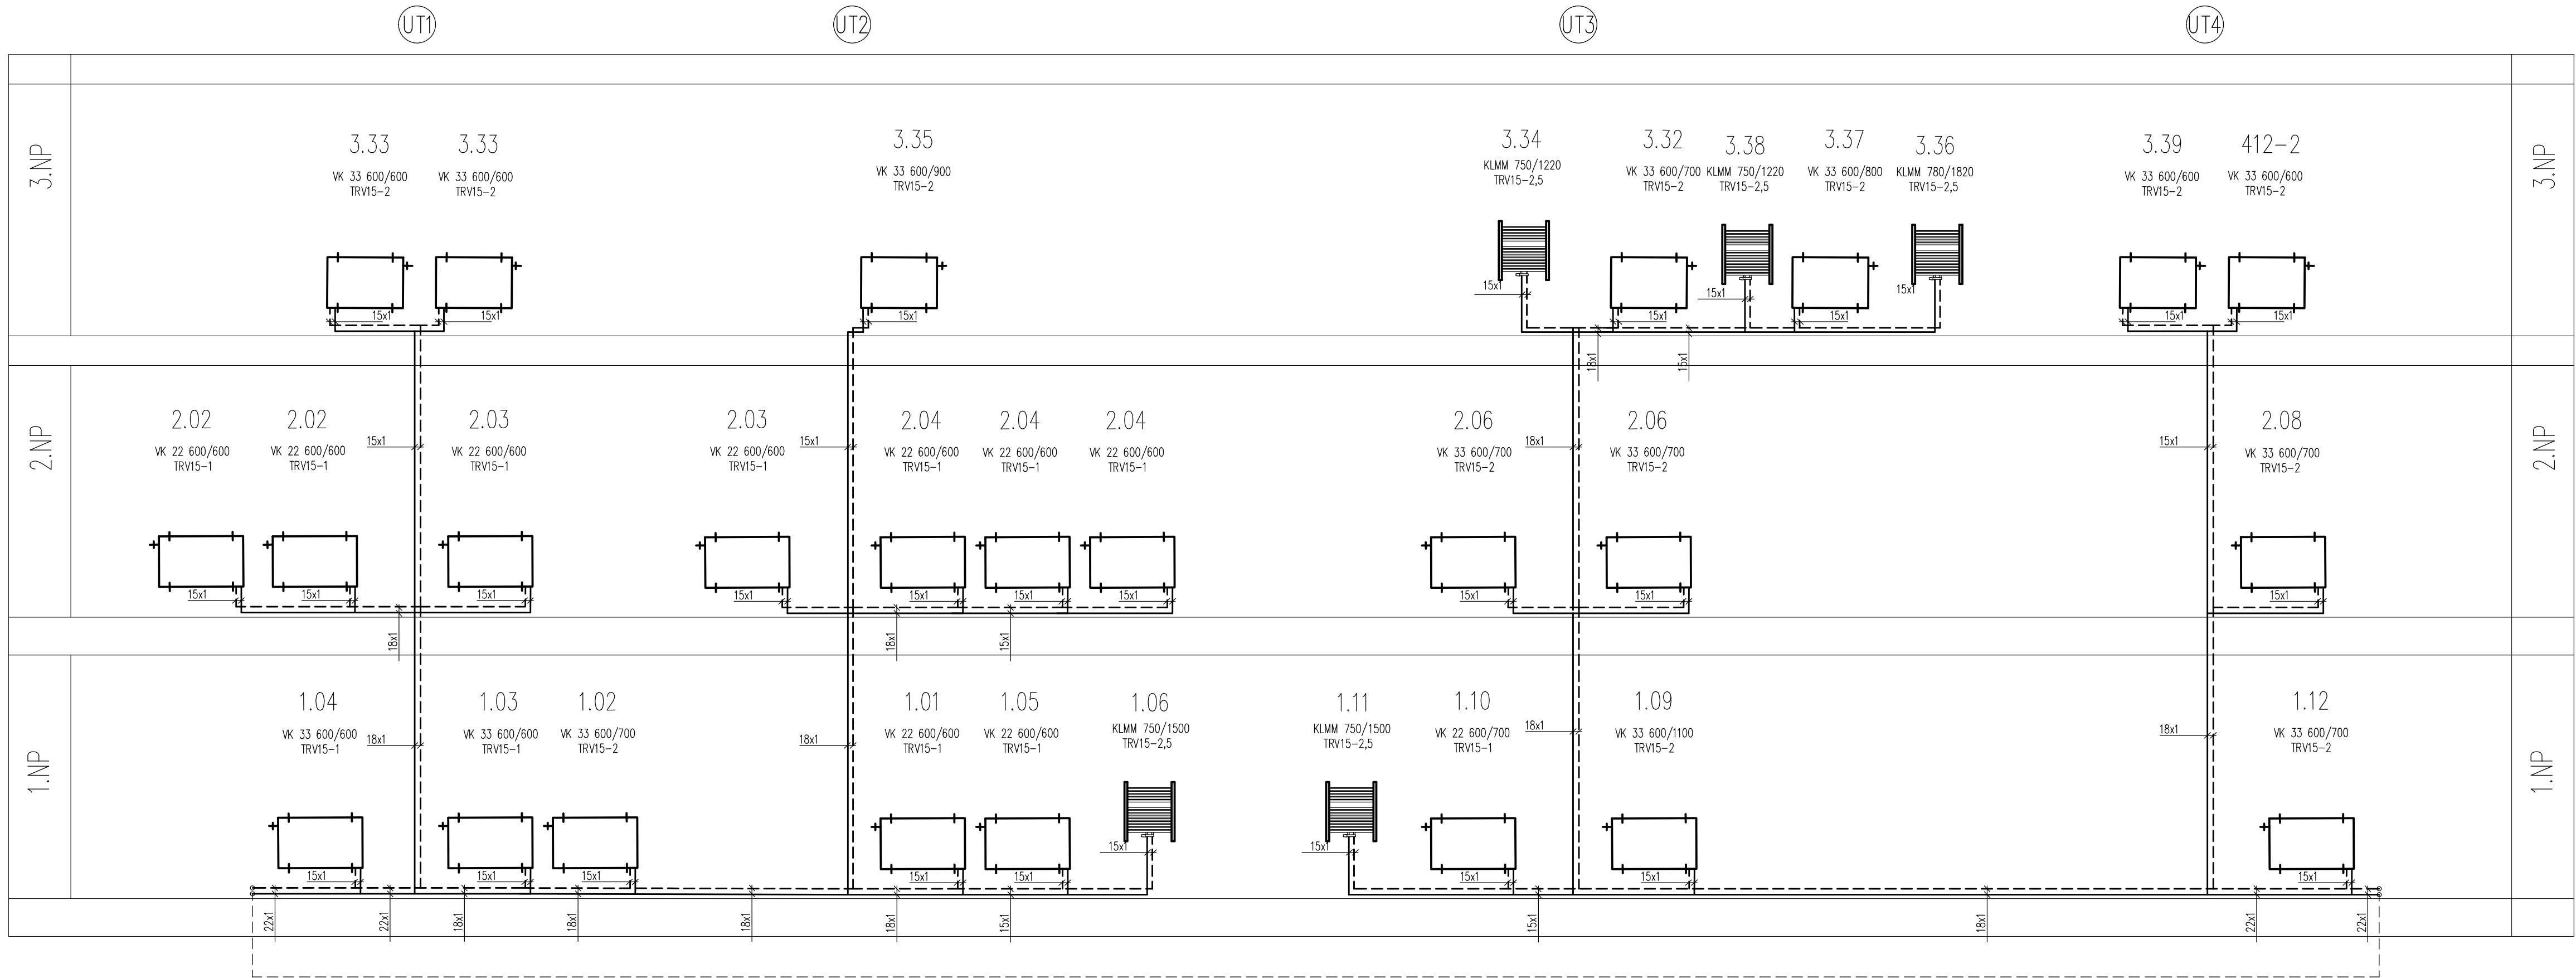 UT1
UT2
UT3
UT4
3.NP
3.33
VK 33 600/600
TRV15-2
3.33
VK 33 600/600
TRV15-2
3.35
VK 33 600/900
TRV15-2
3.34
KLMM 750/1220
TRV15-2,5
3.32
VK 33 600/700
TRV15-2
3.38
KLMM 750/1220
TRV15-2,5
3.37
VK 33 600/800
TRV15-2
3.36
KLMM 780/1820
TRV15-2,5
3.39
VK 33 600/600
TRV15-2
412-2
VK 33 600/600
TRV15-2
3.NP
15x1
15x1
15x1
15x1
15x1
15x1
15x1
15x1
15x1
15x1
18x1
15x1
2.NP
2.02
VK 22 600/600
TRV15-1
2.02
VK 22 600/600
TRV15-1
15x1
2.03
VK 22 600/600
TRV15-1
2.03
VK 22 600/600
TRV15-1
15x1
2.04
VK 22 600/600
TRV15-1
2.04
VK 22 600/600
TRV15-1
2.04
VK 22 600/600
TRV15-1
2.06
VK 33 600/700
TRV15-2
18x1
2.06
VK 33 600/700
TRV15-2
15x1
2.08
VK 33 600/700
TRV15-2
2.NP
15x1
15x1
15x1
15x1
15x1
15x1
15x1
15x1
15x1
15x1
18x1
18x1
15x1
1.NP
1.04
VK 33 600/600
TRV15-1
18x1
1.03
VK 33 600/600
TRV15-1
1.02
VK 33 600/700
TRV15-2
18x1
1.01
VK 22 600/600
TRV15-1
1.05
VK 22 600/600
TRV15-1
1.06
KLMM 750/1500
TRV15-2,5
1.11
KLMM 750/1500
TRV15-2,5
1.10
VK 22 600/700
TRV15-1
18x1
1.09
VK 33 600/1100
TRV15-2
18x1
1.12
VK 33 600/700
TRV15-2
1.NP
15x1
15x1
15x1
15x1
15x1
15x1
15x1
15x1
15x1
15x1
22x1
22x1
18x1
18x1
18x1
18x1
15x1
15x1
18x1
22x1
22x1